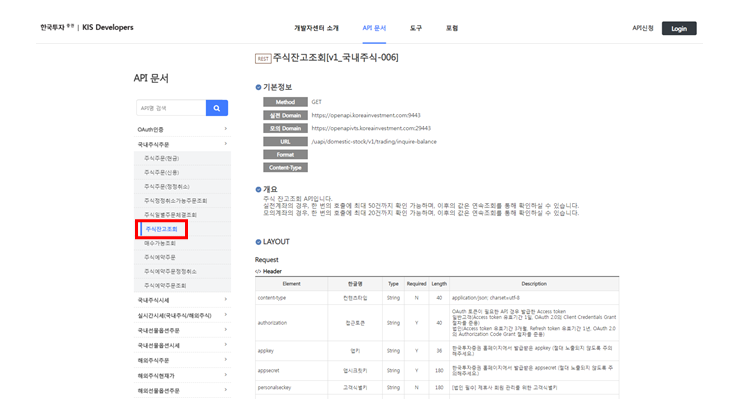 한국투자 증권 | KIS Developers
개발자센터 소개
API 문서
도구
포럼
API신청
Login
API 문서
API명 검색
OAuth인증
국내주식주문
주식주문(현금)
주식주문(신용)
주식주문(정정취소)
주식정정취소가능주문조회
주식일별주문체결조회
주식잔고조회
매수가능조회
주식예약주문
주식예약주문정정취소
주식예약주문조회
국내주식시세
실시간시세(국내주식/해외주식)
국내선물옵션주문
국내선물옵션시세
해외주식주문
해외주식현재가
해외선물옵션주문
REST 주식잔고조회[v1_국내주식-006]
기본정보
Method GET
실전 Domain https://openapi.koreainvestment.com:9443
모의 Domain https://openapivts.koreainvestment.com:29443
URL /uapi/domestic-stock/v1/trading/inquire-balance
Format
Content-Type
개요
주식 잔고조회 API입니다.
실전계좌의 경우, 한 번의 호출에 최대 50건까지 확인 가능하며, 이후의 값은 연속조회를 통해 확인하실 수 있습니다.
모의계좌의 경우, 한 번의 호출에 최대 20건까지 확인 가능하며, 이후의 값은 연속조회를 통해 확인하실 수 있습니다.
LAYOUT
Request
</> Header
Element 한글명 Type Required Length Description
content-type 컨텐츠타입 String N 40 application/json; charset=utf-8
authorization 접근토큰 String Y 40 OAuth 토큰이 필요한 API 경우 발급한 Access token
일반고객(Access token 유효기간 1일, OAuth 2.0의 Client Credentials Grant
절차를 준용)
법인(Access token 유효기간 3개월, Refresh token 유효기간 1년, OAuth 2.0
의 Authorization Code Grant 절차를 준용)
appkey 앱키 String Y 36 한국투자증권 홈페이지에서 발급받은 appkey (절대 노출되지 않도록 주의
해주세요.)
appsecret 앱시크릿키 String Y 180 한국투자증권 홈페이지에서 발급받은 appsecret (절대 노출되지 않도록 주
의해주세요.)
personalseckey 고객식별키 String N 180 [법인 필수] 제휴사 회원 관리를 위한 고객식별키